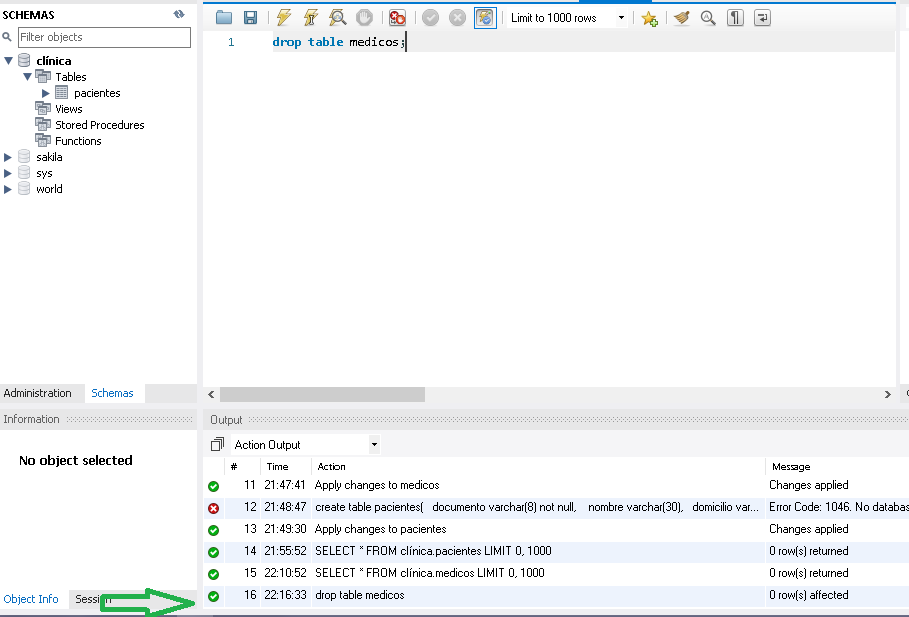 SCHEMAS
Filter objects
clínica
Tables
pacientes
Views
Stored Procedures
Functions
sakila
sys
world
Administration Schemas
Information
No object selected
Object Info Session
Limit to 1000 rows
1 drop table medicos;
Output
Action Output
# Time Action Message
11 21:47:41 Apply changes to medicos Changes applied
12 21:48:47 create table pacientes( documento varchar(8) not null, nombre varchar(30), domicilio var... Error Code: 1046. No databas
13 21:49:30 Apply changes to pacientes Changes applied
14 21:55:52 SELECT * FROM clínica.pacientes LIMIT 0, 1000 0 row(s) returned
15 22:10:52 SELECT * FROM clínica.medicos LIMIT 0, 1000 0 row(s) returned
16 22:16:33 drop table medicos 0 row(s) affected